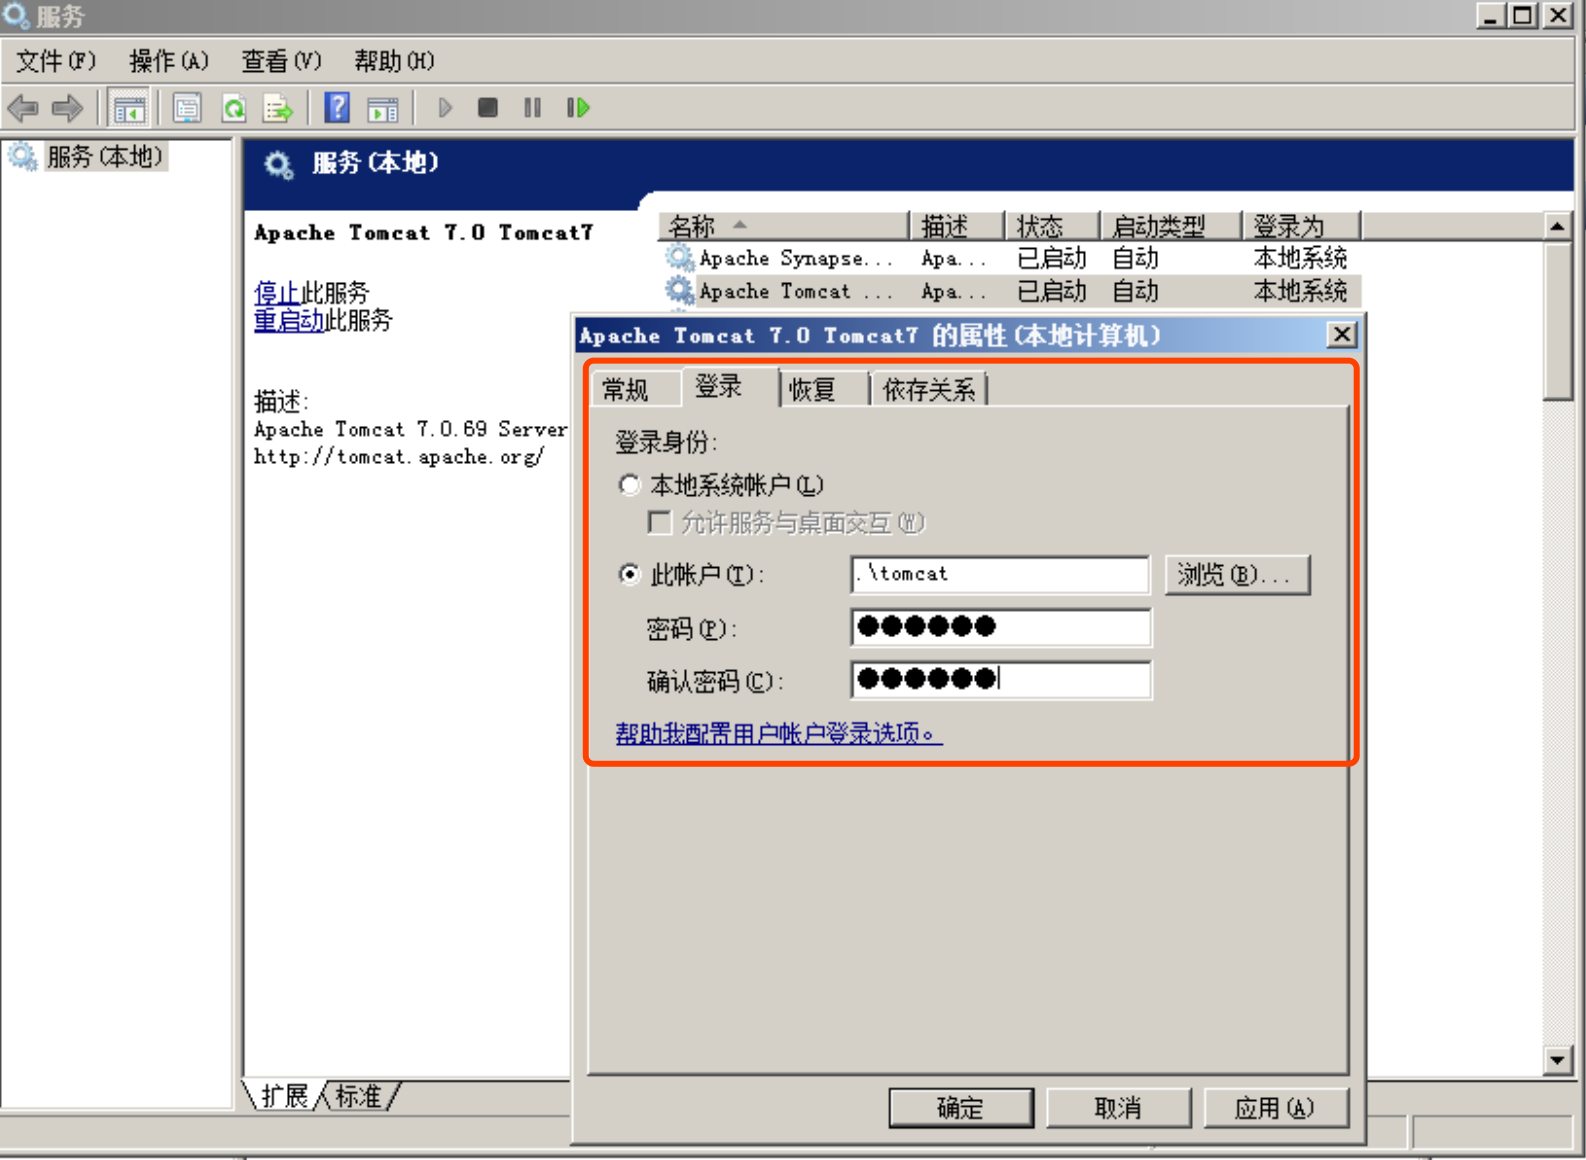 服务
文件(F) 操作(A) 查看(V) 帮助(H)
服务(本地)
服务(本地)
Apache Tomcat 7.0 Tomcat7
停止此服务
重启动此服务
描述:
Apache Tomcat 7.0.69 Server
http://tomcat.apache.org/
名称 描述 状态 启动类型 登录为
Apache Synapse... Apa... 已启动 自动 本地系统
Apache Tomcat ... Apa... 已启动 自动 本地系统
Apache Tomcat 7.0 Tomcat7 的属性(本地计算机)
常规 登录 恢复 依存关系
登录身份:
本地系统帐户(L)
允许服务与桌面交互(W)
此帐户(T): .\tomcat 浏览(B)...
密码(P): ●●●●●●
确认密码(C): ●●●●●●
帮助我配置用户帐户登录选项。
确定 取消 应用(A)
扩展 标准